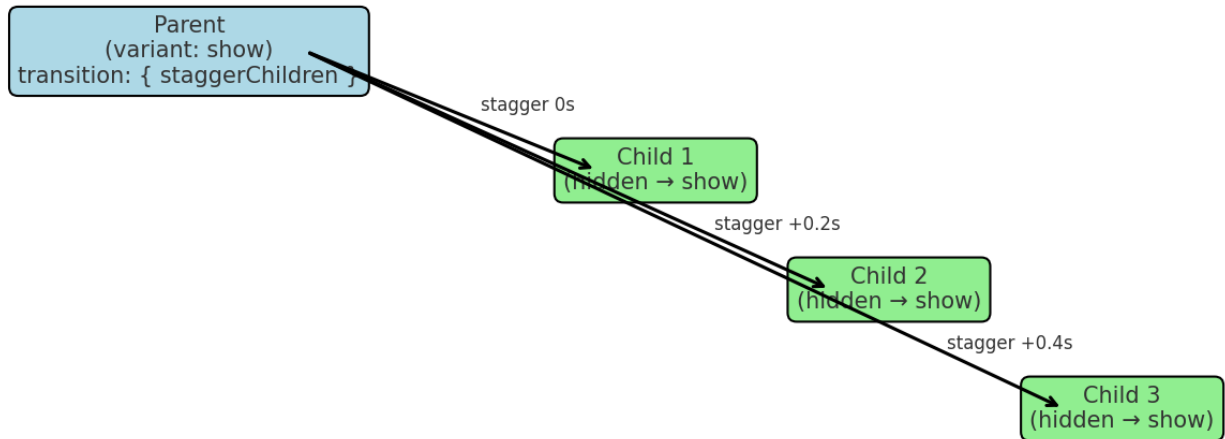 Parent
(variant: show)
transition: { staggerChildren }
stagger 0s
Child 1
(hidden → show)
stagger +0.2s
Child 2
(hidden → show)
stagger +0.4s
Child 3
(hidden → show)